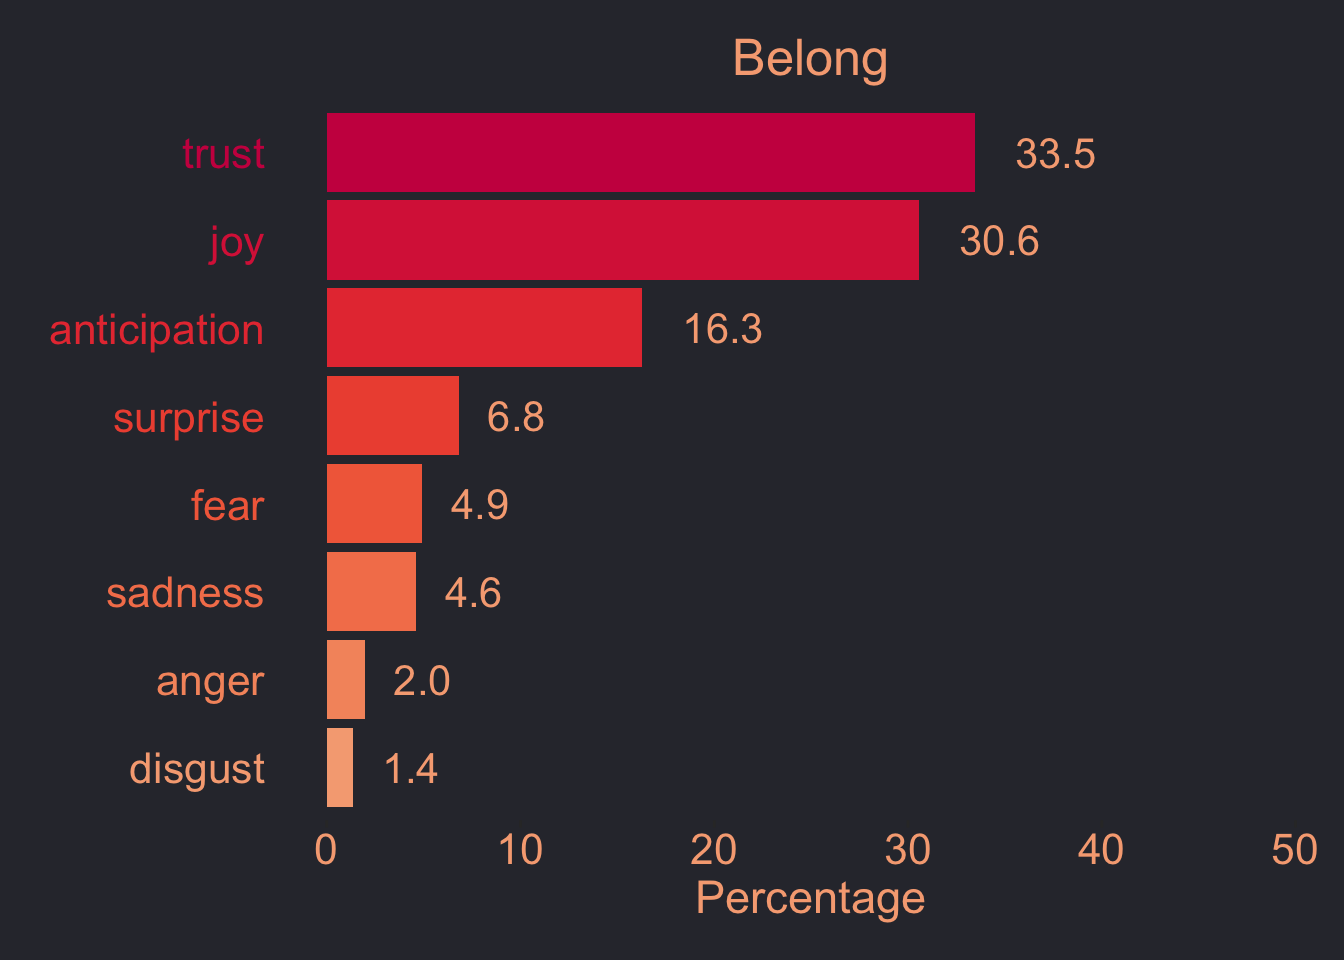 Belong
trust 33.5
joy 30.6
anticipation 16.3
surprise 6.8
fear 4.9
sadness 4.6
anger 2.0
disgust 1.4
0 10 20 30 40 50
Percentage